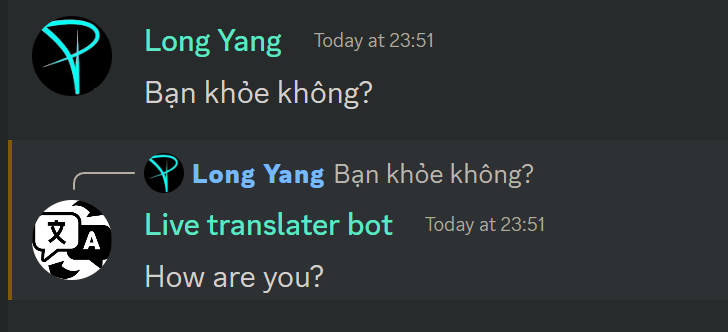 Long Yang Today at 23:51
Bạn khỏe không?
Long Yang Bạn khỏe không?
文 A
Live translater bot Today at 23:51
How are you?